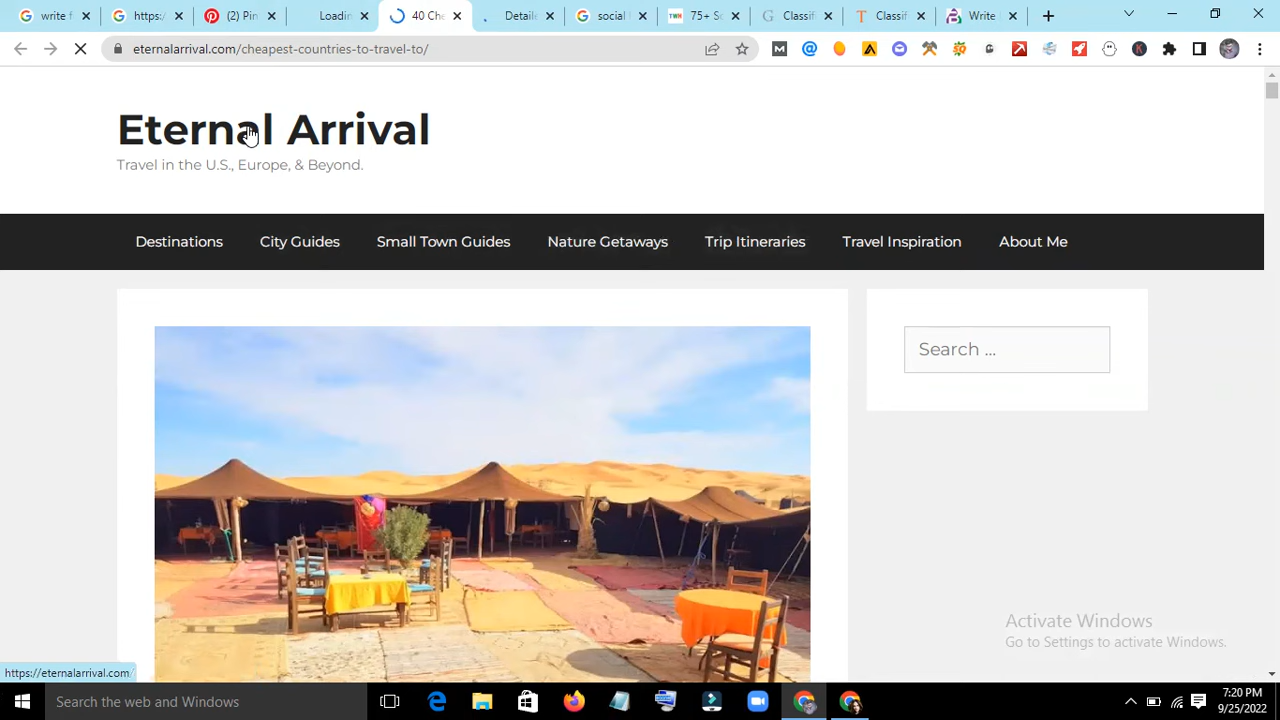 write f
https:/
(2) Pin
Loadin
40 Che
Detaile
social
75+ So
Classifi
Classif
Write
eternalarrival.com/cheapest-countries-to-travel-to/
Eternal Arrival
Travel in the U.S., Europe, & Beyond.
Destinations City Guides Small Town Guides Nature Getaways Trip Itineraries Travel Inspiration About Me
Search ...
Activate Windows
Go to Settings to activate Windows.
https://eternalarrival.com/
Search the web and Windows
7:20 PM
9/25/2022